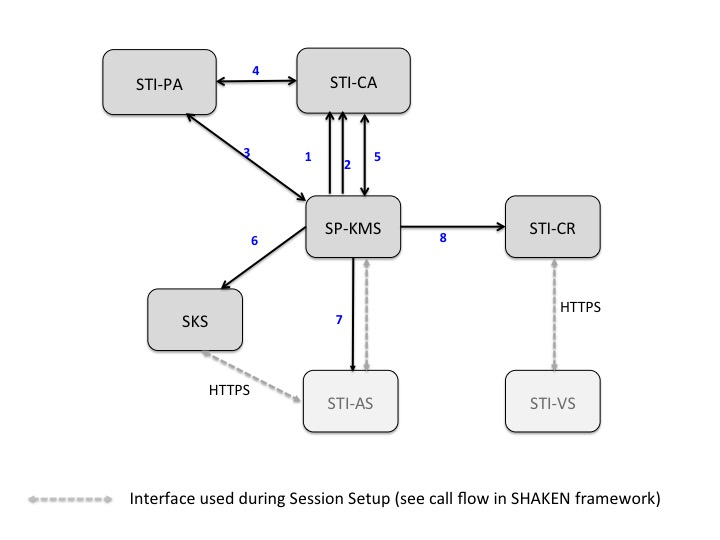 STI-PA
4
STI-CA
3
1
2
5
SP-KMS
STI-CR
6
8
SKS
7
HTTPS
HTTPS
STI-AS
STI-VS
Interface used during Session Setup (see call flow in SHAKEN framework)